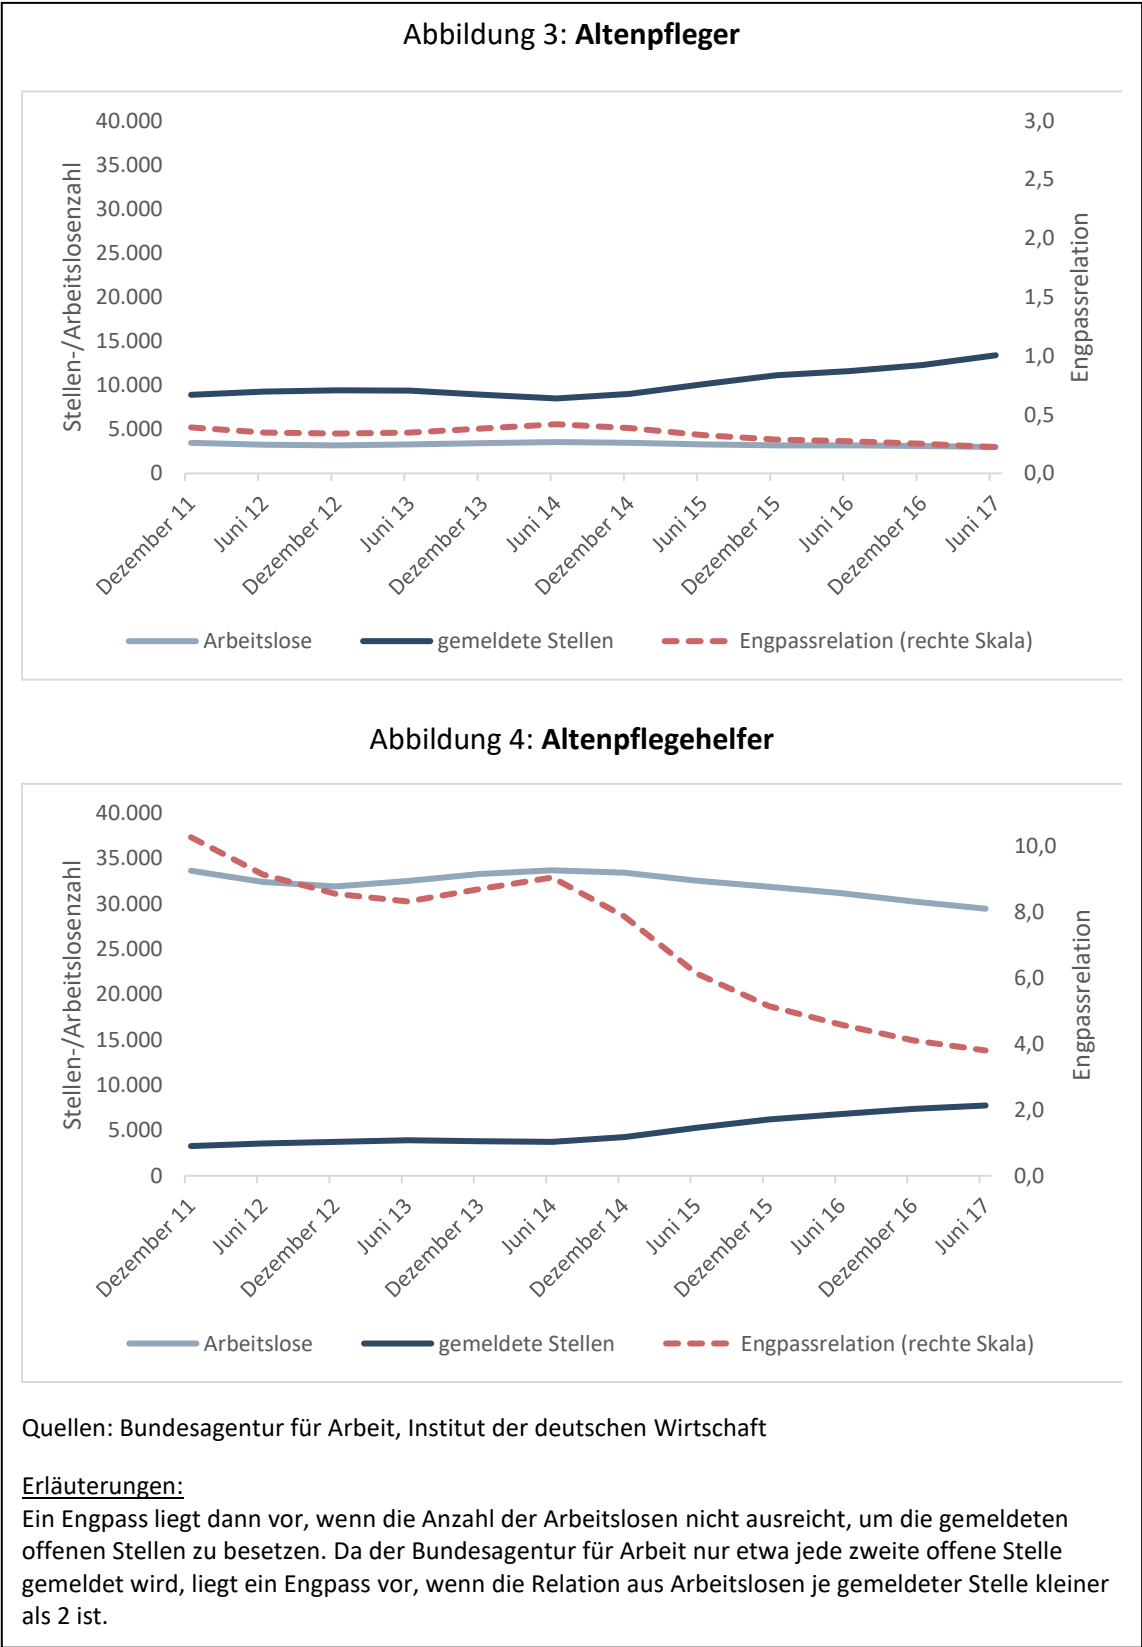 Abbildung 3: Altenpfleger
Stellen-/Arbeitslosenzahl
40.000
35.000
30.000
25.000
20.000
15.000
10.000
5.000
0
3,0
2,5
2,0
1,5
1,0
0,5
0,0
Engpassrelation
Dezember 11
Juni 12
Dezember 12
Juni 13
Dezember 13
Juni 14
Dezember 14
Juni 15
Dezember 15
Juni 16
Dezember 16
Juni 17
Arbeitslose
gemeldete Stellen
Engpassrelation (rechte Skala)
Abbildung 4: Altenpflegehelfer
Stellen-/Arbeitslosenzahl
40.000
35.000
30.000
25.000
20.000
15.000
10.000
5.000
0
10,0
8,0
6,0
4,0
2,0
0,0
Engpassrelation
Dezember 11
Juni 12
Dezember 12
Juni 13
Dezember 13
Juni 14
Dezember 14
Juni 15
Dezember 15
Juni 16
Dezember 16
Juni 17
Arbeitslose
gemeldete Stellen
Engpassrelation (rechte Skala)
Quellen: Bundesagentur für Arbeit, Institut der deutschen Wirtschaft
Erläuterungen:
Ein Engpass liegt dann vor, wenn die Anzahl der Arbeitslosen nicht ausreicht, um die gemeldeten
offenen Stellen zu besetzen. Da der Bundesagentur für Arbeit nur etwa jede zweite offene Stelle
gemeldet wird, liegt ein Engpass vor, wenn die Relation aus Arbeitslosen je gemeldeter Stelle kleiner
als 2 ist.